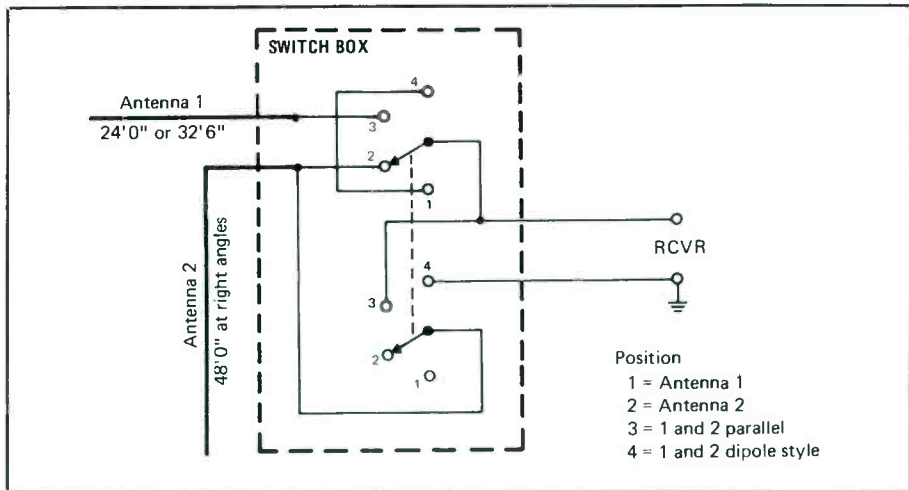 SWITCH BOX
4
Antenna 1
24'0" or 32'6"
3
2
1
RCVR
4
3
2
1
Antenna 2
48'0" at right angles
Position
1 = Antenna 1
2 = Antenna 2
3 = 1 and 2 parallel
4 = 1 and 2 dipole style